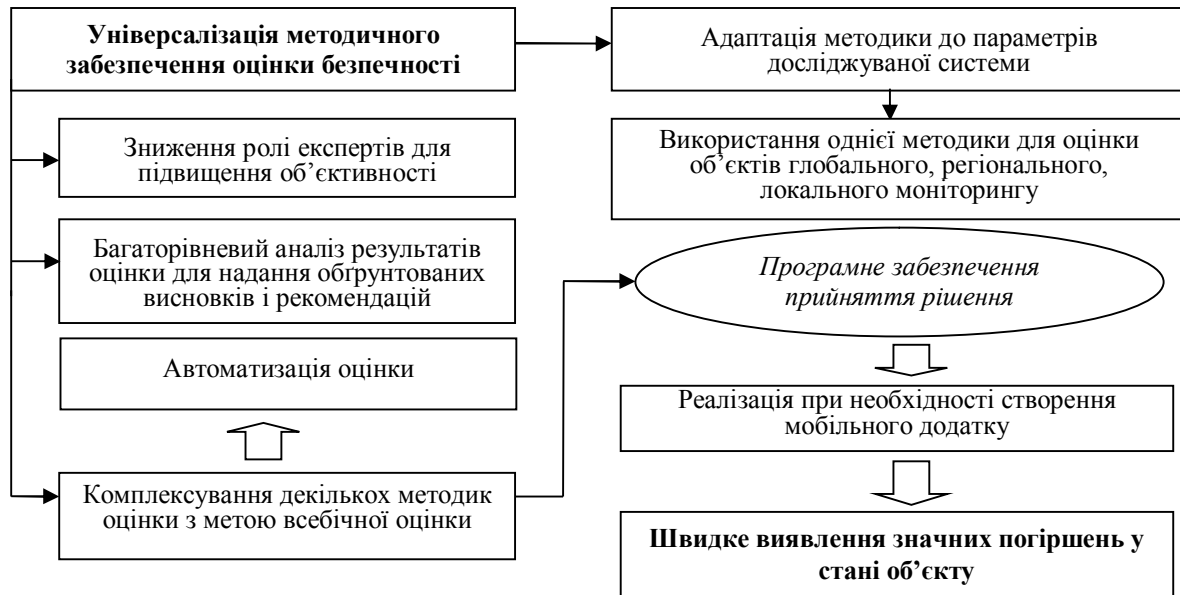 Універсалізація методичного
забезпечення оцінки безпечності
Адаптація методики до параметрів
досліджуваної системи
Зниження ролі експертів для
підвищення об’єктивності
Використання однієї методики для оцінки
об’єктів глобального, регіонального,
локального моніторингу
Багаторівневий аналіз результатів
оцінки для надання обґрунтованих
висновків і рекомендацій
Програмне забезпечення
прийняття рішення
Автоматизація оцінки
Реалізація при необхідності створення
мобільного додатку
Комплексування декількох методик
оцінки з метою всебічної оцінки
Швидке виявлення значних погіршень у
стані об’єкту